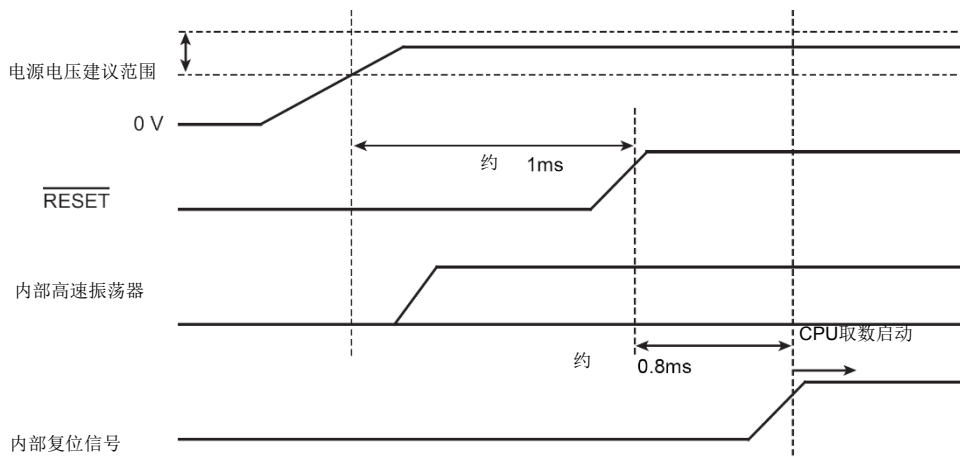 电源电压建议范围
0 V
约 1ms
RESET
内部高速振荡器
CPU取数启动
约 0.8ms
内部复位信号